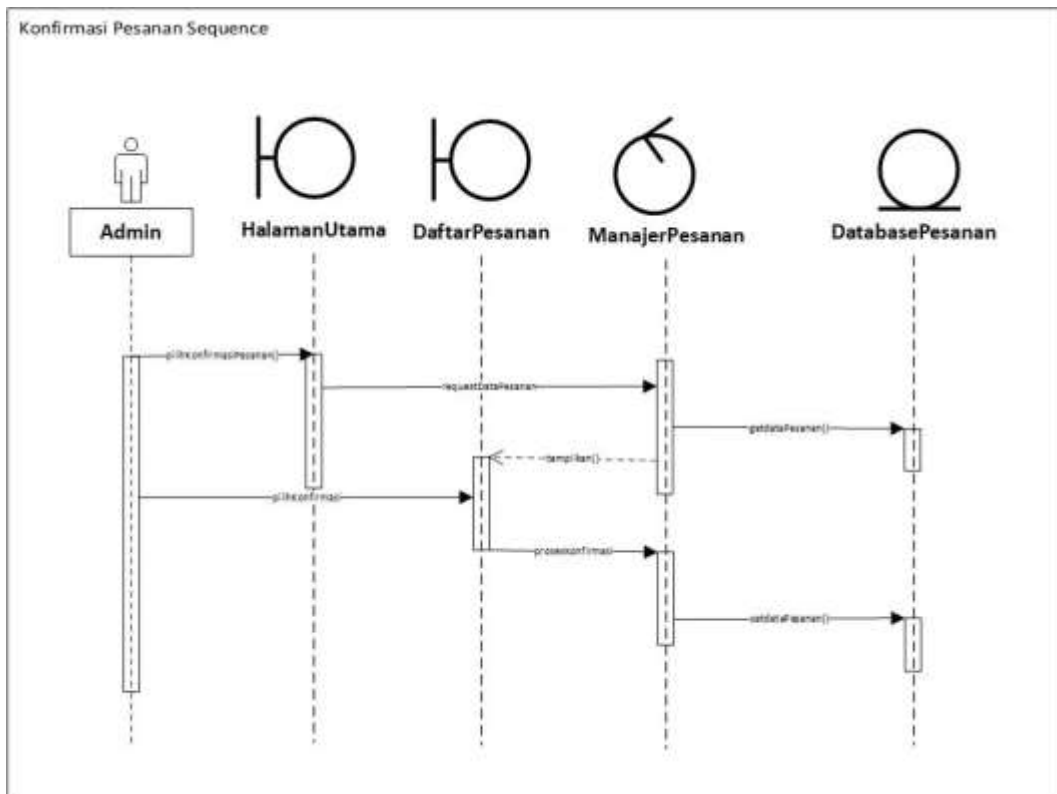 Konfirmasi Pesanan Sequence
Admin
HalamanUtama
DaftarPesanan
ManajerPesanan
DatabasePesanan
pilihKonfirmasiPesanan()
requestDataPesanan
getdataPesanan()
tampilkan()
pilihKonfirmasi
proseskonfirmasi
setdataPesanan()